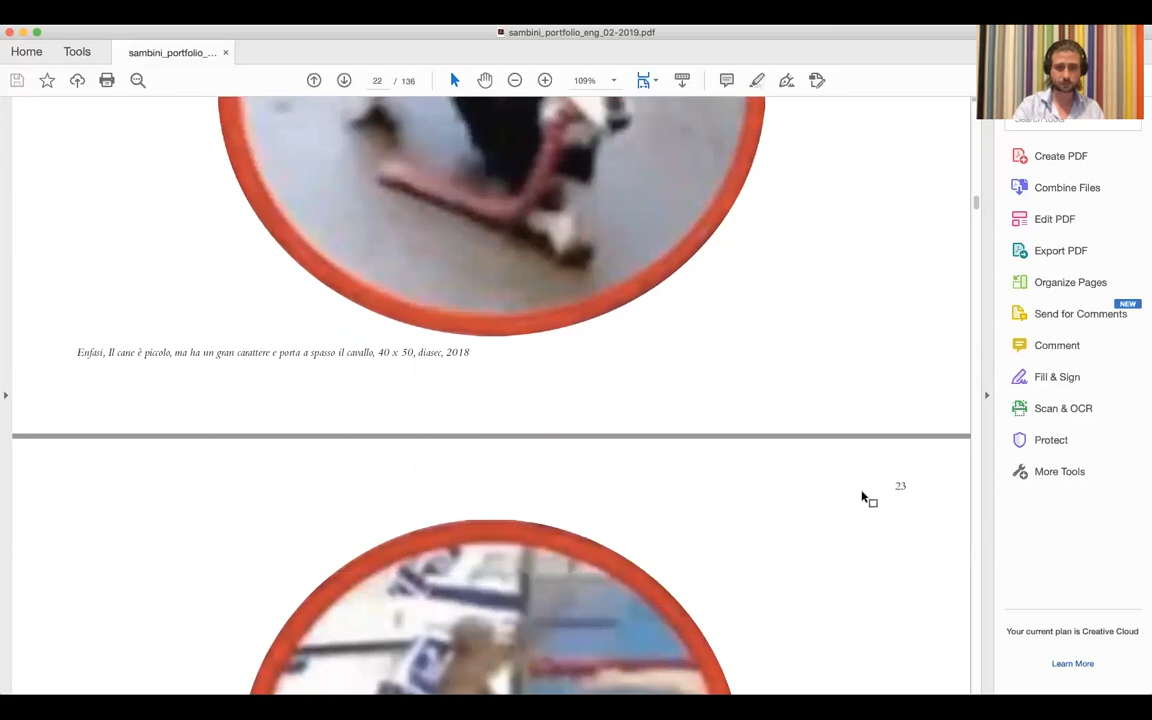 sambini_portfolio_eng_02-2019.pdf
Home
Tools
sambini_portfolio_...
×
22 / 136
109%
Create PDF
Combine Files
Edit PDF
Export PDF
Organize Pages
NEW
Send for Comments
Comment
Fill & Sign
Scan & OCR
Protect
More Tools
Enfasi, Il cane è piccolo, ma ha un gran carattere e porta a spasso il cavallo, 40 x 50, diasec, 2018
23
Your current plan is Creative Cloud
Learn More